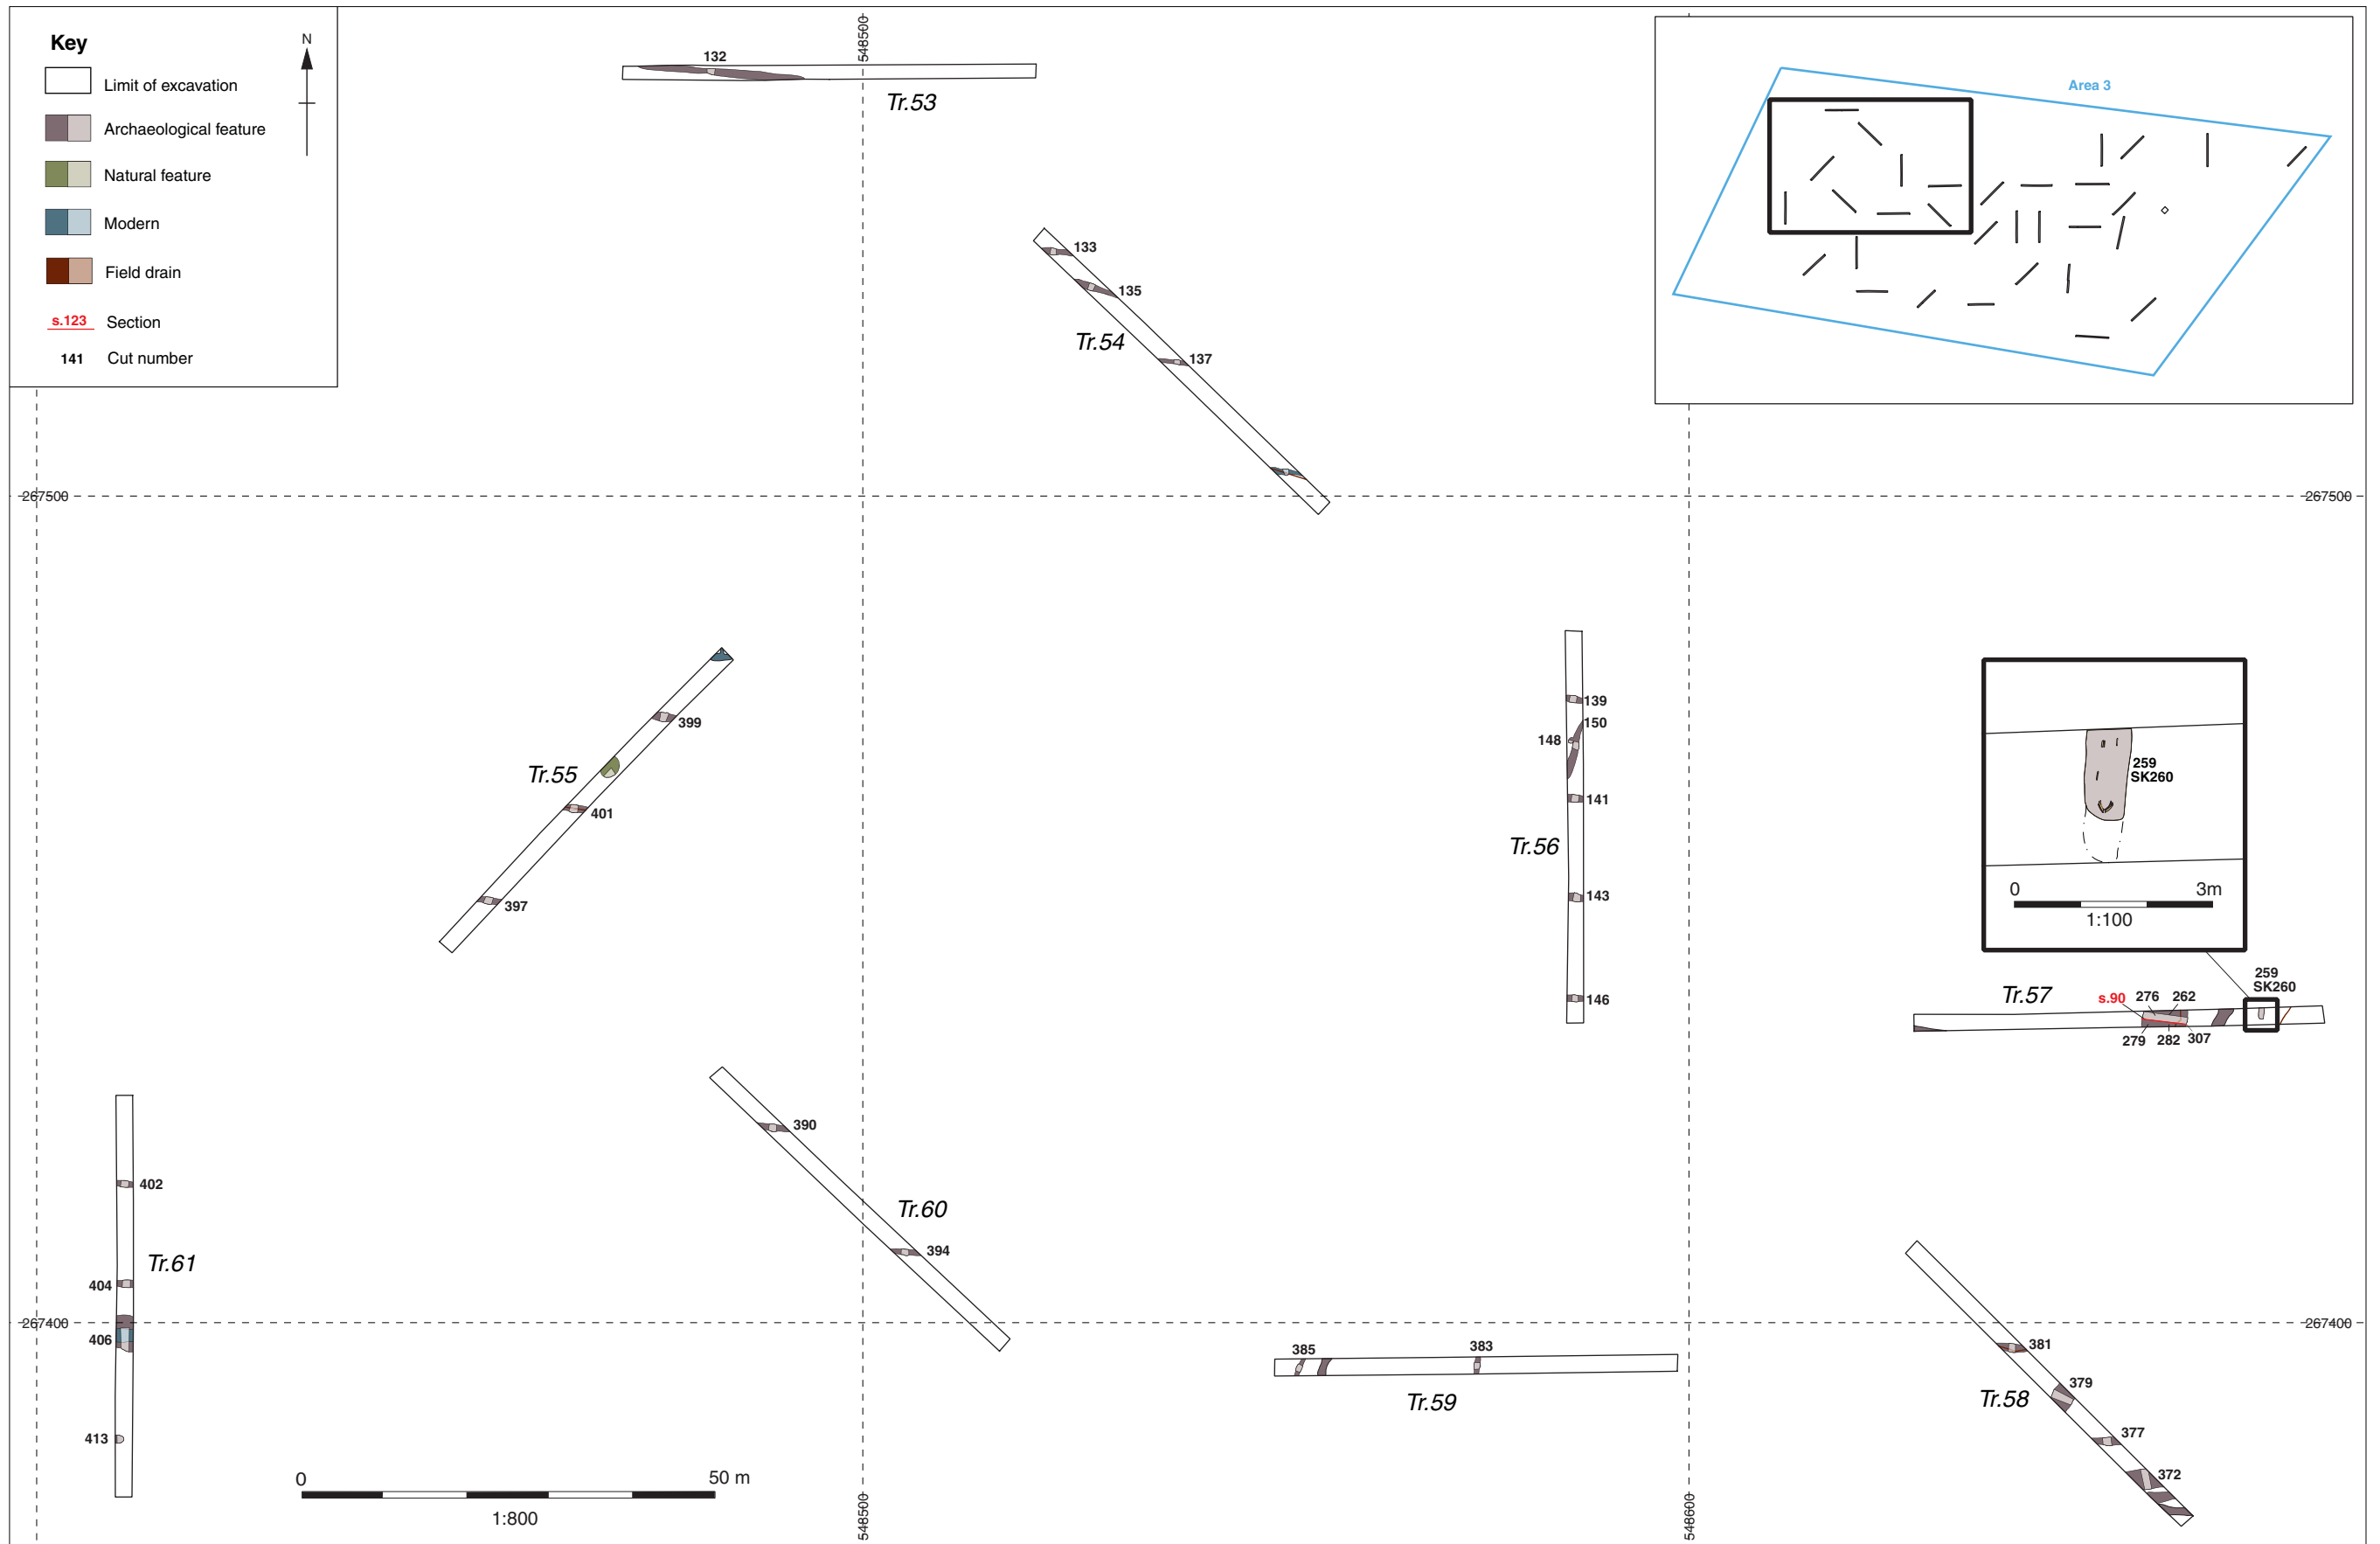 Key
N
Limit of excavation
Archaeological feature
Natural feature
Modern
Field drain
s.123 Section
141 Cut number
548500
132
Tr.53
Area 3
133
135
Tr.54
137
267500
267500
399
Tr.55
401
397
139
150
148
141
Tr.56
143
146
259
SK260
0 3m
1:100
259
SK260
Tr.57
s.90 276 262
279 282 307
390
Tr.60
394
402
Tr.61
404
267400
406
413
267400
385
383
Tr.59
381
379
Tr.58
377
372
0 50 m
1:800
548500
548600